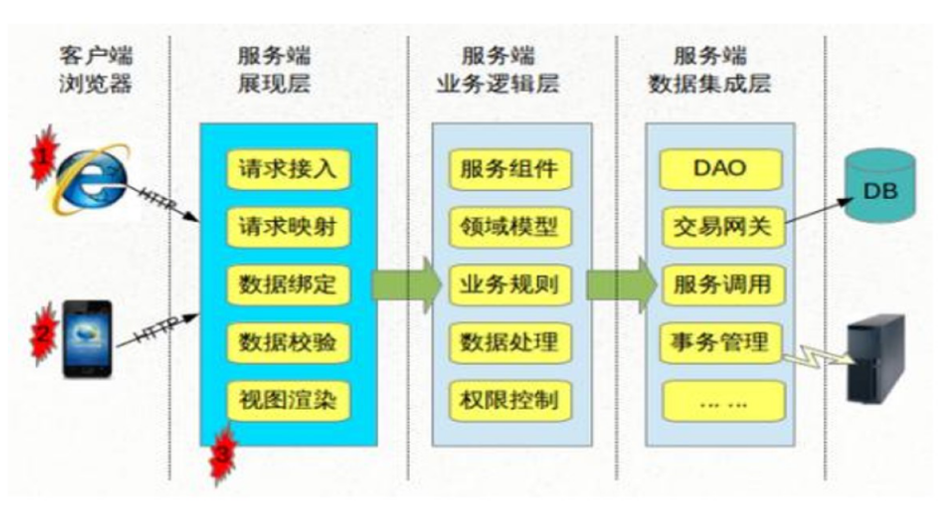 客户端
浏览器
服务端
展现层
服务端
业务逻辑层
服务端
数据集成层
1
HTTP
2
HTTP
请求接入
请求映射
数据绑定
数据校验
视图渲染
3
服务组件
领域模型
业务规则
数据处理
权限控制
DAO
交易网关
服务调用
事务管理
... ...
DB